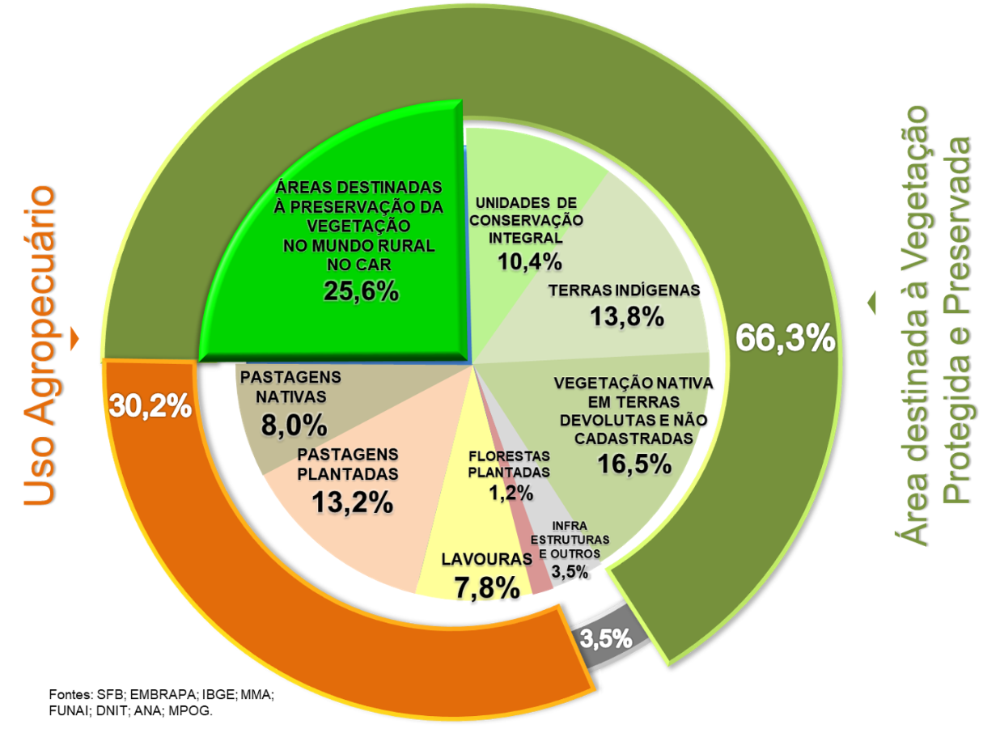 ÁREAS DESTINADAS
À PRESERVAÇÃO DA
VEGETAÇÃO
NO MUNDO RURAL
NO CAR
25,6%
UNIDADES DE
CONSERVAÇÃO
INTEGRAL
10,4%
TERRAS INDÍGENAS
13,8%
VEGETAÇÃO NATIVA
EM TERRAS
DEVOLUTAS E NÃO
CADASTRADAS
16,5%
INFRA
ESTRUTURAS
E OUTROS
3,5%
FLORESTAS
PLANTADAS
1,2%
LAVOURAS
7,8%
PASTAGENS
PLANTADAS
13,2%
PASTAGENS
NATIVAS
8,0%
30,2%
66,3%
3,5%
Uso Agropecuário
Área destinada à Vegetação
Protegida e Preservada
Fontes: SFB; EMBRAPA; IBGE; MMA;
FUNAI; DNIT; ANA; MPOG.